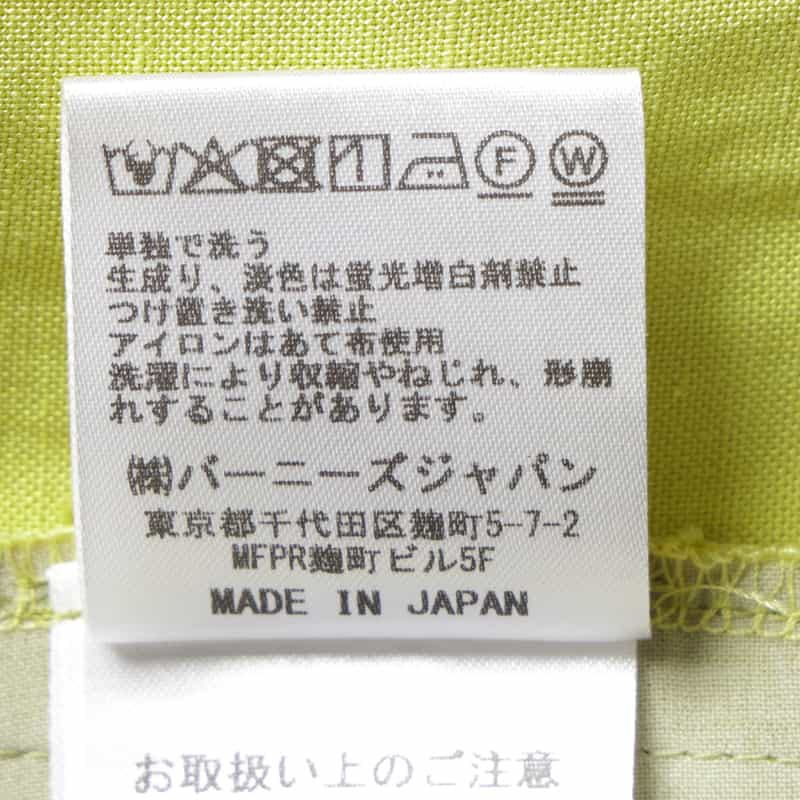 F W
単独で洗う
生成り、淡色は蛍光増白剤禁止
つけ置き洗い禁止
アイロンはあて布使用
洗濯により収縮やねじれ、形崩
れすることがあります。
㈱バーニーズジャパン
東京都千代田区麹町5-7-2
MFPR麹町ビル5F
MADE IN JAPAN
お取扱い上のご注意